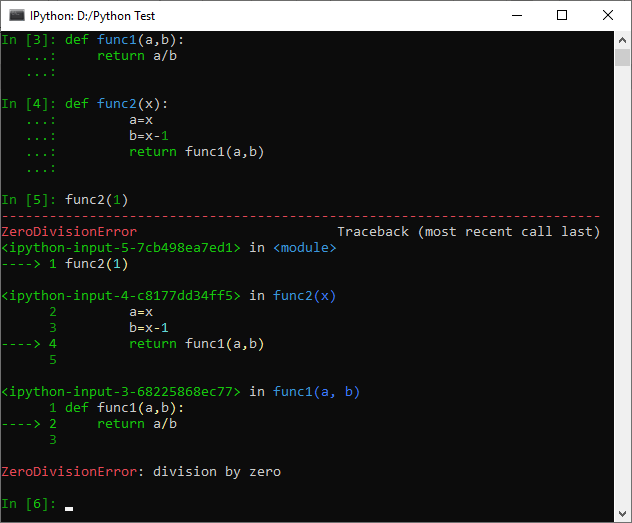 IPython: D:/Python Test
In [3]: def func1(a,b):
   ...:     return a/b
   ...:
In [4]: def func2(x):
   ...:         a=x
   ...:         b=x-1
   ...:         return func1(a,b)
   ...:
In [5]: func2(1)
---------------------------------------------------------------------------
ZeroDivisionError                         Traceback (most recent call last)
<ipython-input-5-7cb498ea7ed1> in <module>
----> 1 func2(1)
<ipython-input-4-c8177dd34ff5> in func2(x)
      2         a=x
      3         b=x-1
----> 4         return func1(a,b)
      5
<ipython-input-3-68225868ec77> in func1(a, b)
      1 def func1(a,b):
----> 2     return a/b
      3
ZeroDivisionError: division by zero
In [6]: